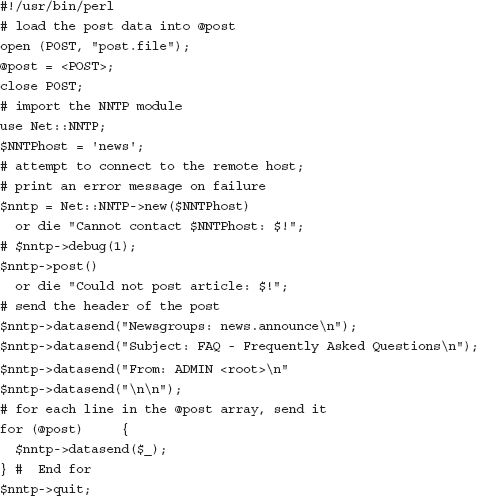 #!/usr/bin/perl
# load the post data into @post
open (POST, "post.file");
@post = <POST>;
close POST;
# import the NNTP module
use Net::NNTP;
$NNTPhost = 'news';
# attempt to connect to the remote host;
# print an error message on failure
$nntp = Net::NNTP->new($NNTPhost)
  or die "Cannot contact $NNTPhost: $!";
# $nntp->debug(1);
$nntp->post()
  or die "Could not post article: $!";
# send the header of the post
$nntp->datasend("Newsgroups: news.announce\n");
$nntp->datasend("Subject: FAQ - Frequently Asked Questions\n");
$nntp->datasend("From: ADMIN <root>\n"
$nntp->datasend("\n\n");
# for each line in the @post array, send it
for (@post)     {
  $nntp->datasend($_);
} #  End for
$nntp->quit;